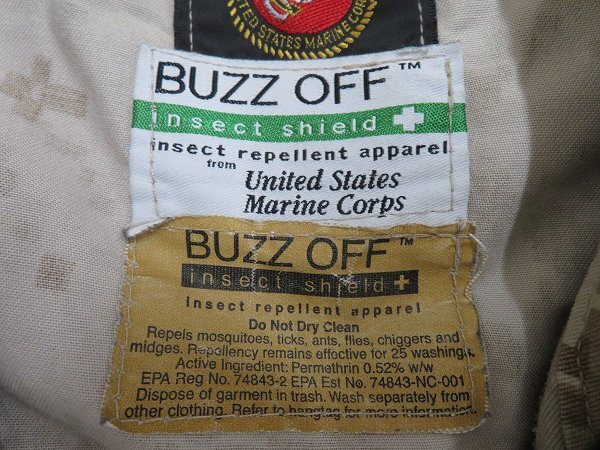 UNITED STATES MARINE CORPS
BUZZ OFF™
insect shield
insect repellent apparel
from United States
Marine Corps
BUZZ OFF™
insect shield
Insect repellent apparel
Do Not Dry Clean
Repels mosquitoes, ticks, ants, flies, chiggers and
midges. Repellency remains effective for 25 washings.
Active Ingredient: Permethrin 0.52% w/w
EPA Reg No. 74843-2 EPA Est No. 74843-NC-001
Dispose of garment in trash. Wash separately from
other clothing. Refer to hangtag for more information.